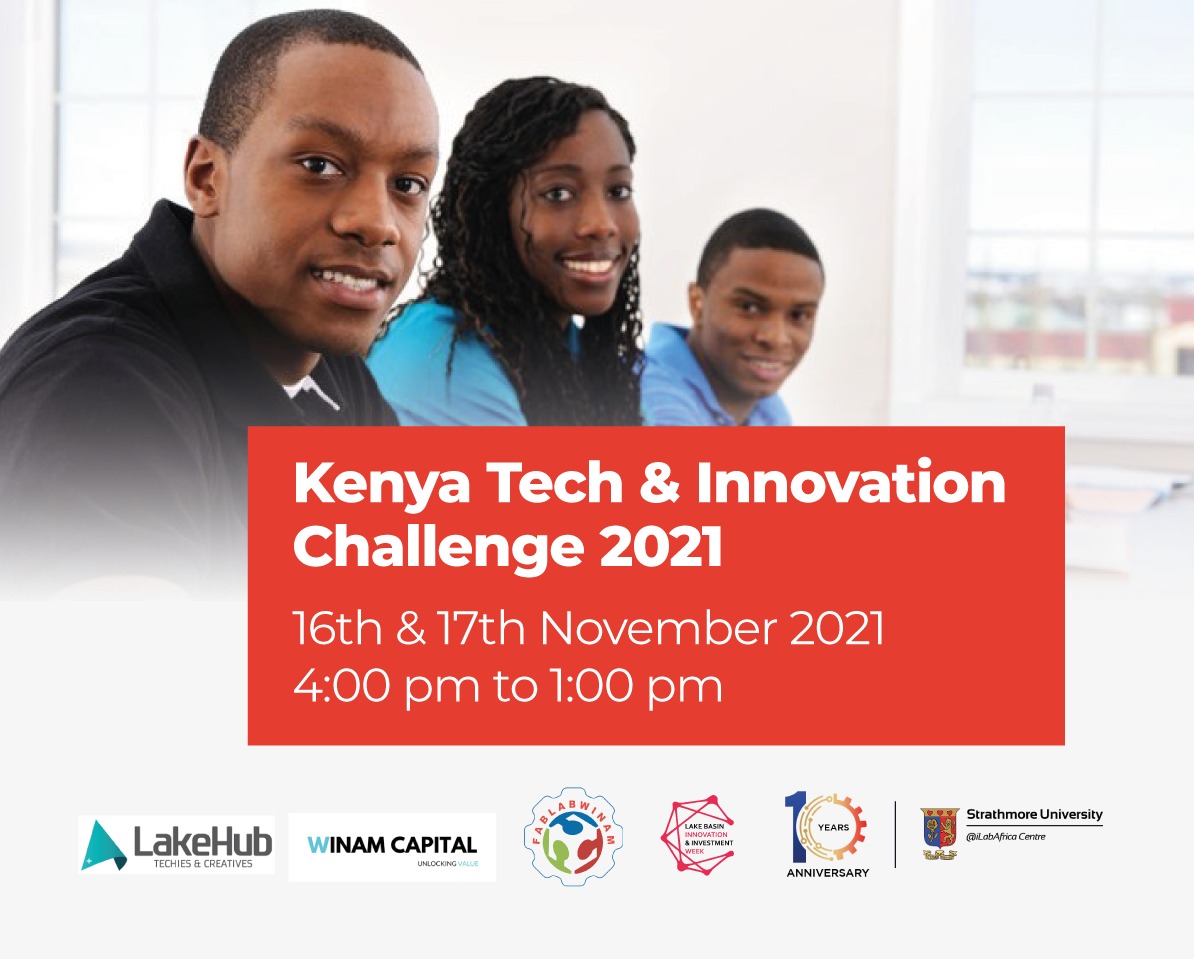 Kenya Tech & Innovation
Challenge 2021
16th & 17th November 2021
4:00 pm to 1:00 pm
LakeHub
TECHIES & CREATIVES
WINAM CAPITAL
UNLOCKING VALUE
FABLABWINAM
LAKE BASIN
INNOVATION
& INVESTMENT
WEEK
10
YEARS
ANNIVERSARY
Strathmore University
@iLabAfrica Centre